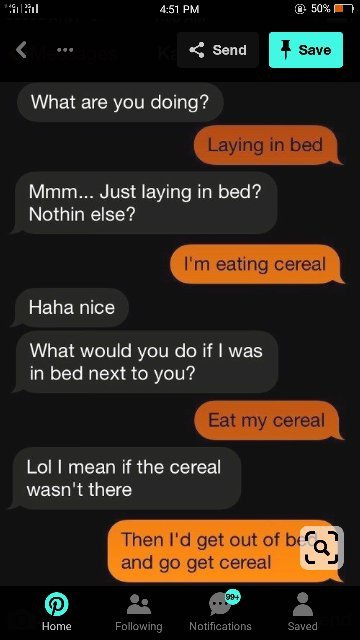 4:51 PM
50%
Send
Save
What are you doing?
Laying in bed
Mmm... Just laying in bed?
Nothin else?
I'm eating cereal
Haha nice
What would you do if I was
in bed next to you?
Eat my cereal
Lol I mean if the cereal
wasn't there
Then I'd get out of bed
and go get cereal
99+
Home
Following
Notifications
Saved